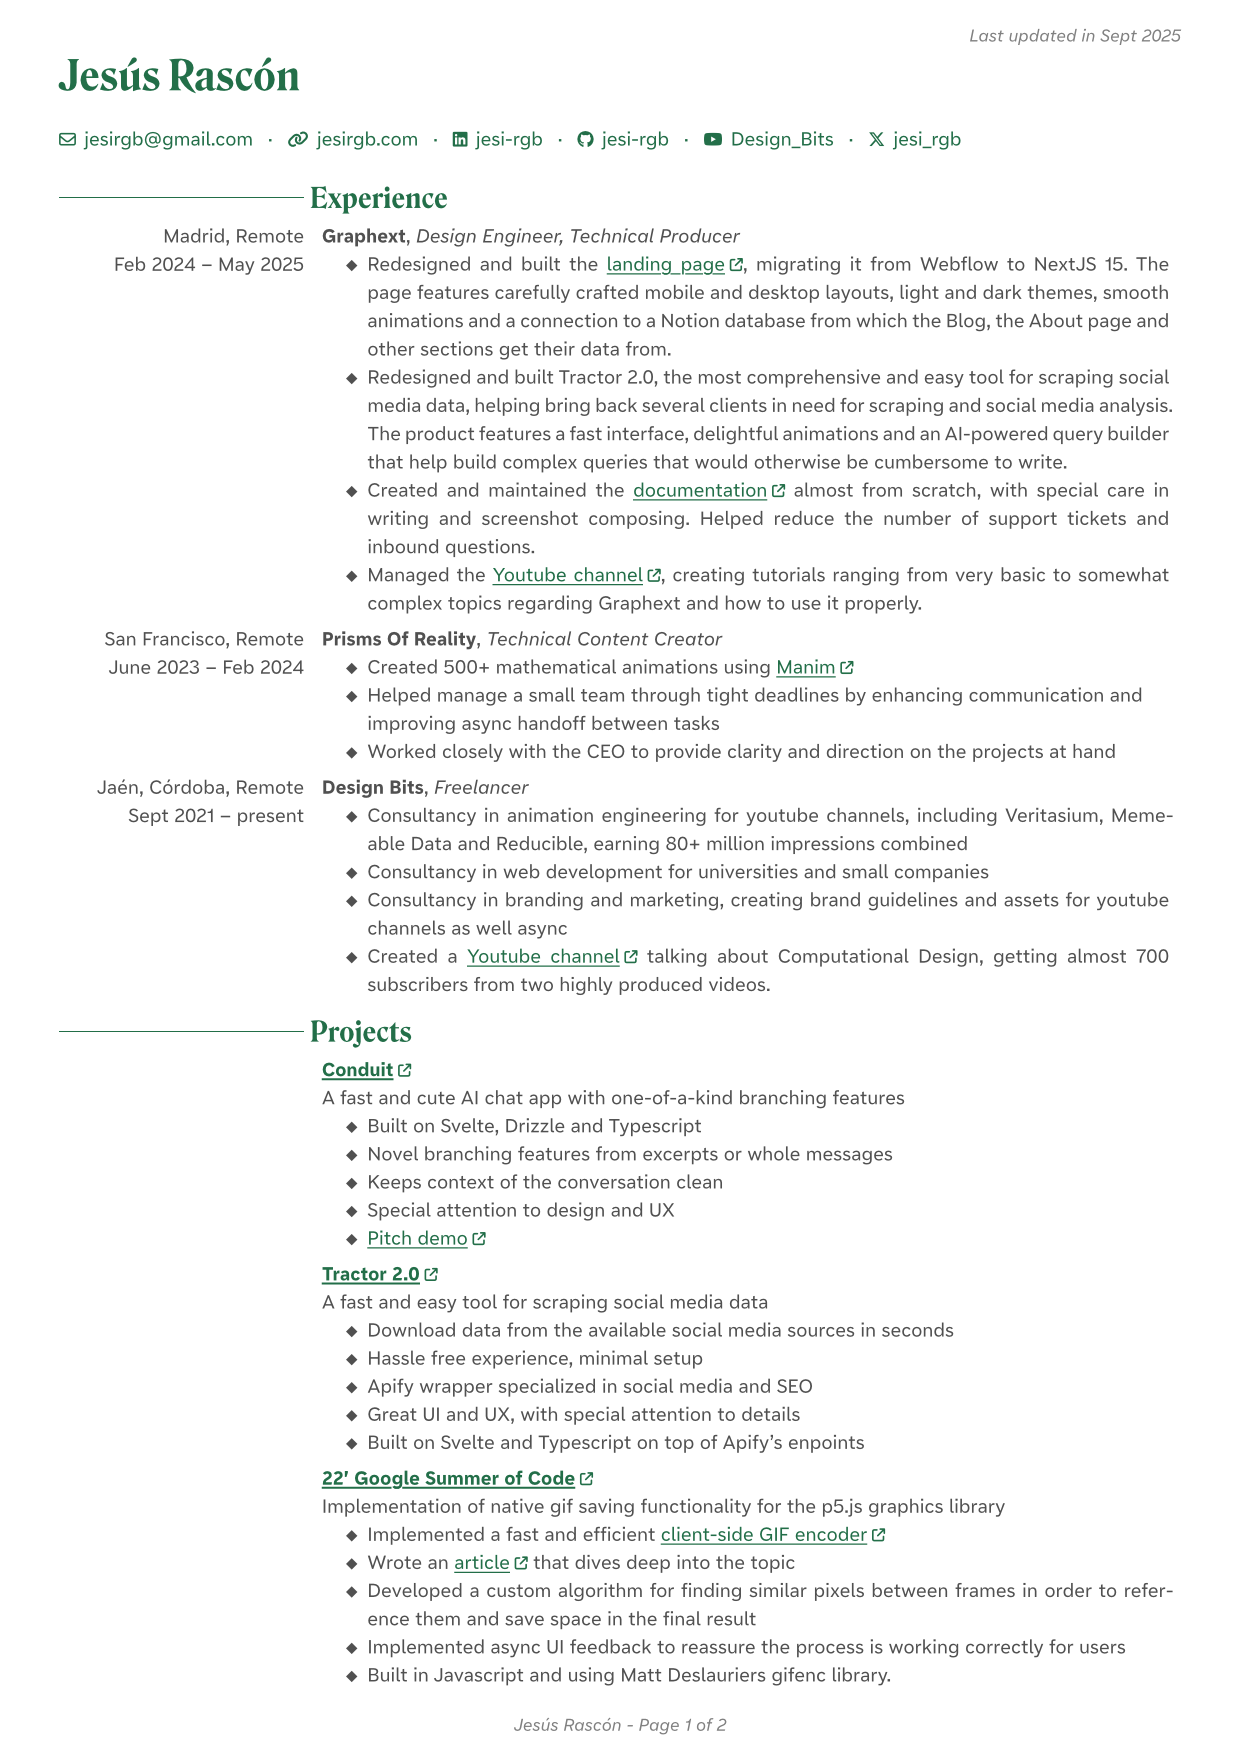 Last updated in Sept 2025
Jesús Rascón
jesirgb@gmail.com · jesirgb.com · jesi-rgb · jesi-rgb · Design_Bits · jesi_rgb
Experience
Madrid, Remote
Feb 2024 – May 2025
Graphext, Design Engineer, Technical Producer
◆ Redesigned and built the landing page, migrating it from Webflow to NextJS 15. The
page features carefully crafted mobile and desktop layouts, light and dark themes, smooth
animations and a connection to a Notion database from which the Blog, the About page and
other sections get their data from.
◆ Redesigned and built Tractor 2.0, the most comprehensive and easy tool for scraping social
media data, helping bring back several clients in need for scraping and social media analysis.
The product features a fast interface, delightful animations and an AI-powered query builder
that help build complex queries that would otherwise be cumbersome to write.
◆ Created and maintained the documentation almost from scratch, with special care in
writing and screenshot composing. Helped reduce the number of support tickets and
inbound questions.
◆ Managed the Youtube channel, creating tutorials ranging from very basic to somewhat
complex topics regarding Graphext and how to use it properly.
San Francisco, Remote
June 2023 – Feb 2024
Prisms Of Reality, Technical Content Creator
◆ Created 500+ mathematical animations using Manim
◆ Helped manage a small team through tight deadlines by enhancing communication and
improving async handoff between tasks
◆ Worked closely with the CEO to provide clarity and direction on the projects at hand
Jaén, Córdoba, Remote
Sept 2021 – present
Design Bits, Freelancer
◆ Consultancy in animation engineering for youtube channels, including Veritasium, Meme-
able Data and Reducible, earning 80+ million impressions combined
◆ Consultancy in web development for universities and small companies
◆ Consultancy in branding and marketing, creating brand guidelines and assets for youtube
channels as well async
◆ Created a Youtube channel talking about Computational Design, getting almost 700
subscribers from two highly produced videos.
Projects
Conduit
A fast and cute AI chat app with one-of-a-kind branching features
◆ Built on Svelte, Drizzle and Typescript
◆ Novel branching features from excerpts or whole messages
◆ Keeps context of the conversation clean
◆ Special attention to design and UX
◆ Pitch demo
Tractor 2.0
A fast and easy tool for scraping social media data
◆ Download data from the available social media sources in seconds
◆ Hassle free experience, minimal setup
◆ Apify wrapper specialized in social media and SEO
◆ Great UI and UX, with special attention to details
◆ Built on Svelte and Typescript on top of Apify’s enpoints
22′ Google Summer of Code
Implementation of native gif saving functionality for the p5.js graphics library
◆ Implemented a fast and efficient client-side GIF encoder
◆ Wrote an article that dives deep into the topic
◆ Developed a custom algorithm for finding similar pixels between frames in order to refer-
ence them and save space in the final result
◆ Implemented async UI feedback to reassure the process is working correctly for users
◆ Built in Javascript and using Matt Deslauriers gifenc library.
Jesús Rascón - Page 1 of 2